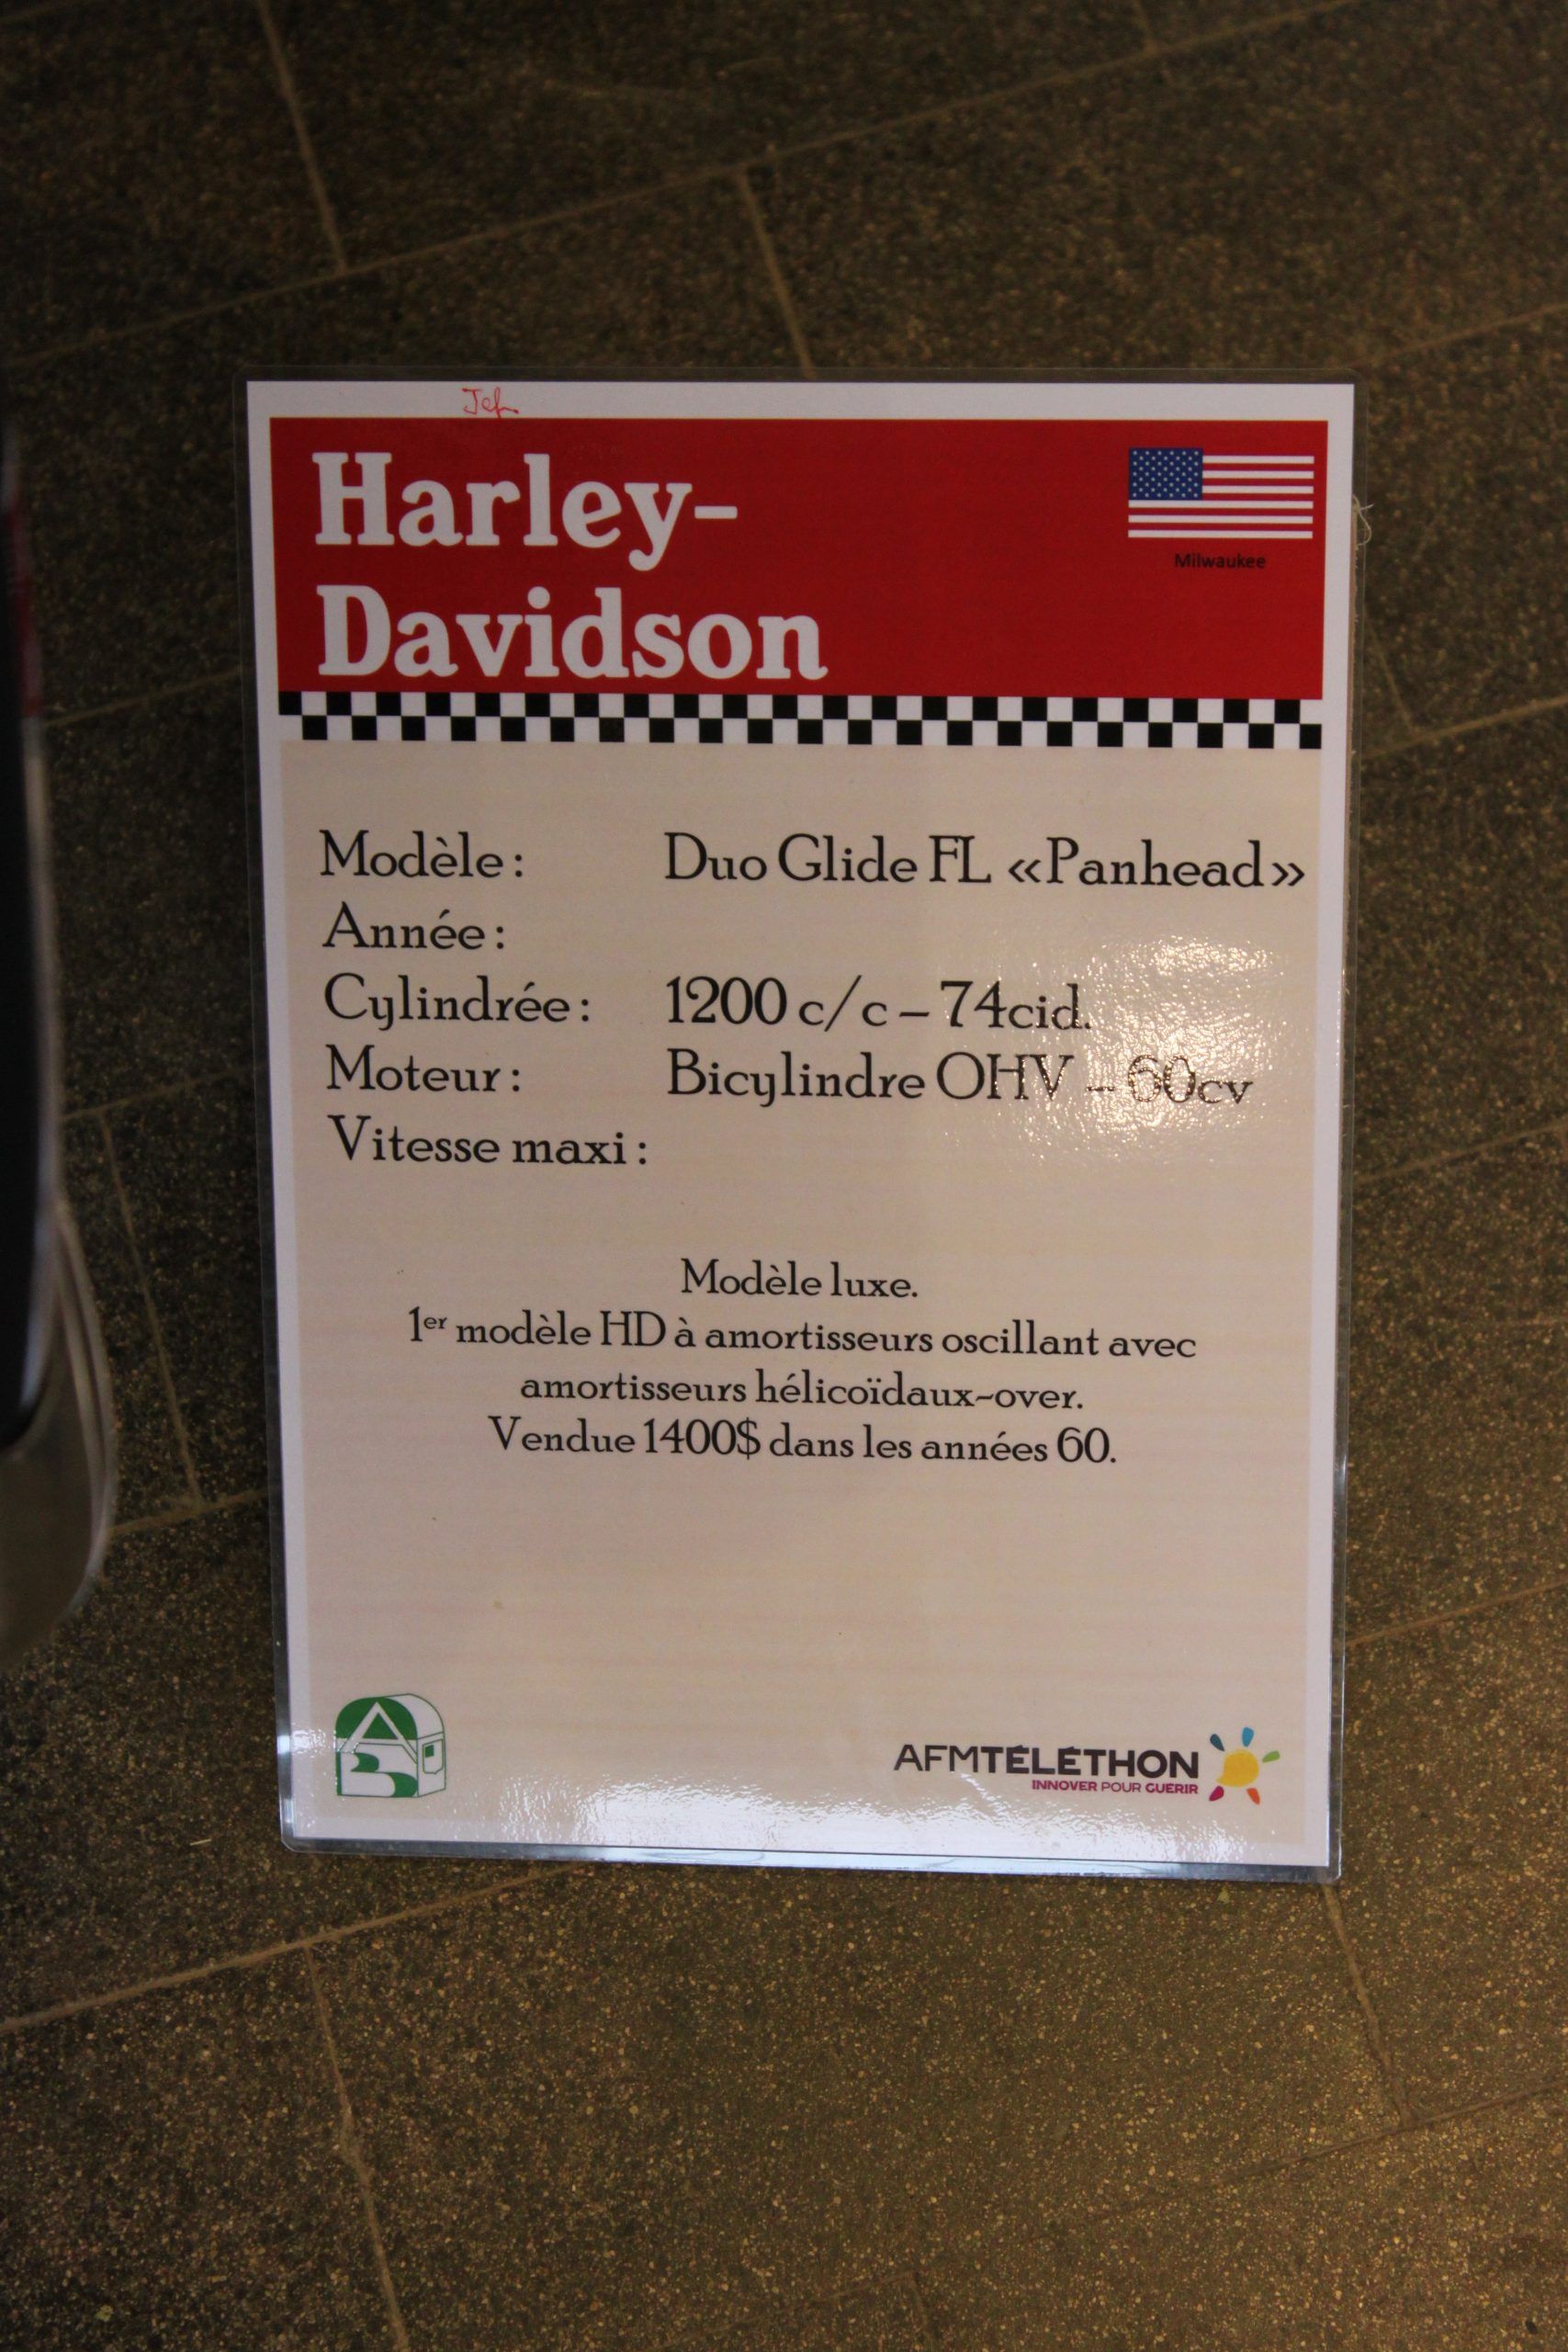 Jef.
Harley-
Davidson
Milwaukee
Modèle : Duo Glide FL «Panhead»
Année :
Cylindrée : 1200 c/c – 74cid.
Moteur : Bicylindre OHV – 60cv
Vitesse maxi :
Modèle luxe.
1er modèle HD à amortisseurs oscillant avec
amortisseurs hélicoïdaux-over.
Vendue 1400$ dans les années 60.
AFMTÉLÉTHON
INNOVER POUR GUÉRIR